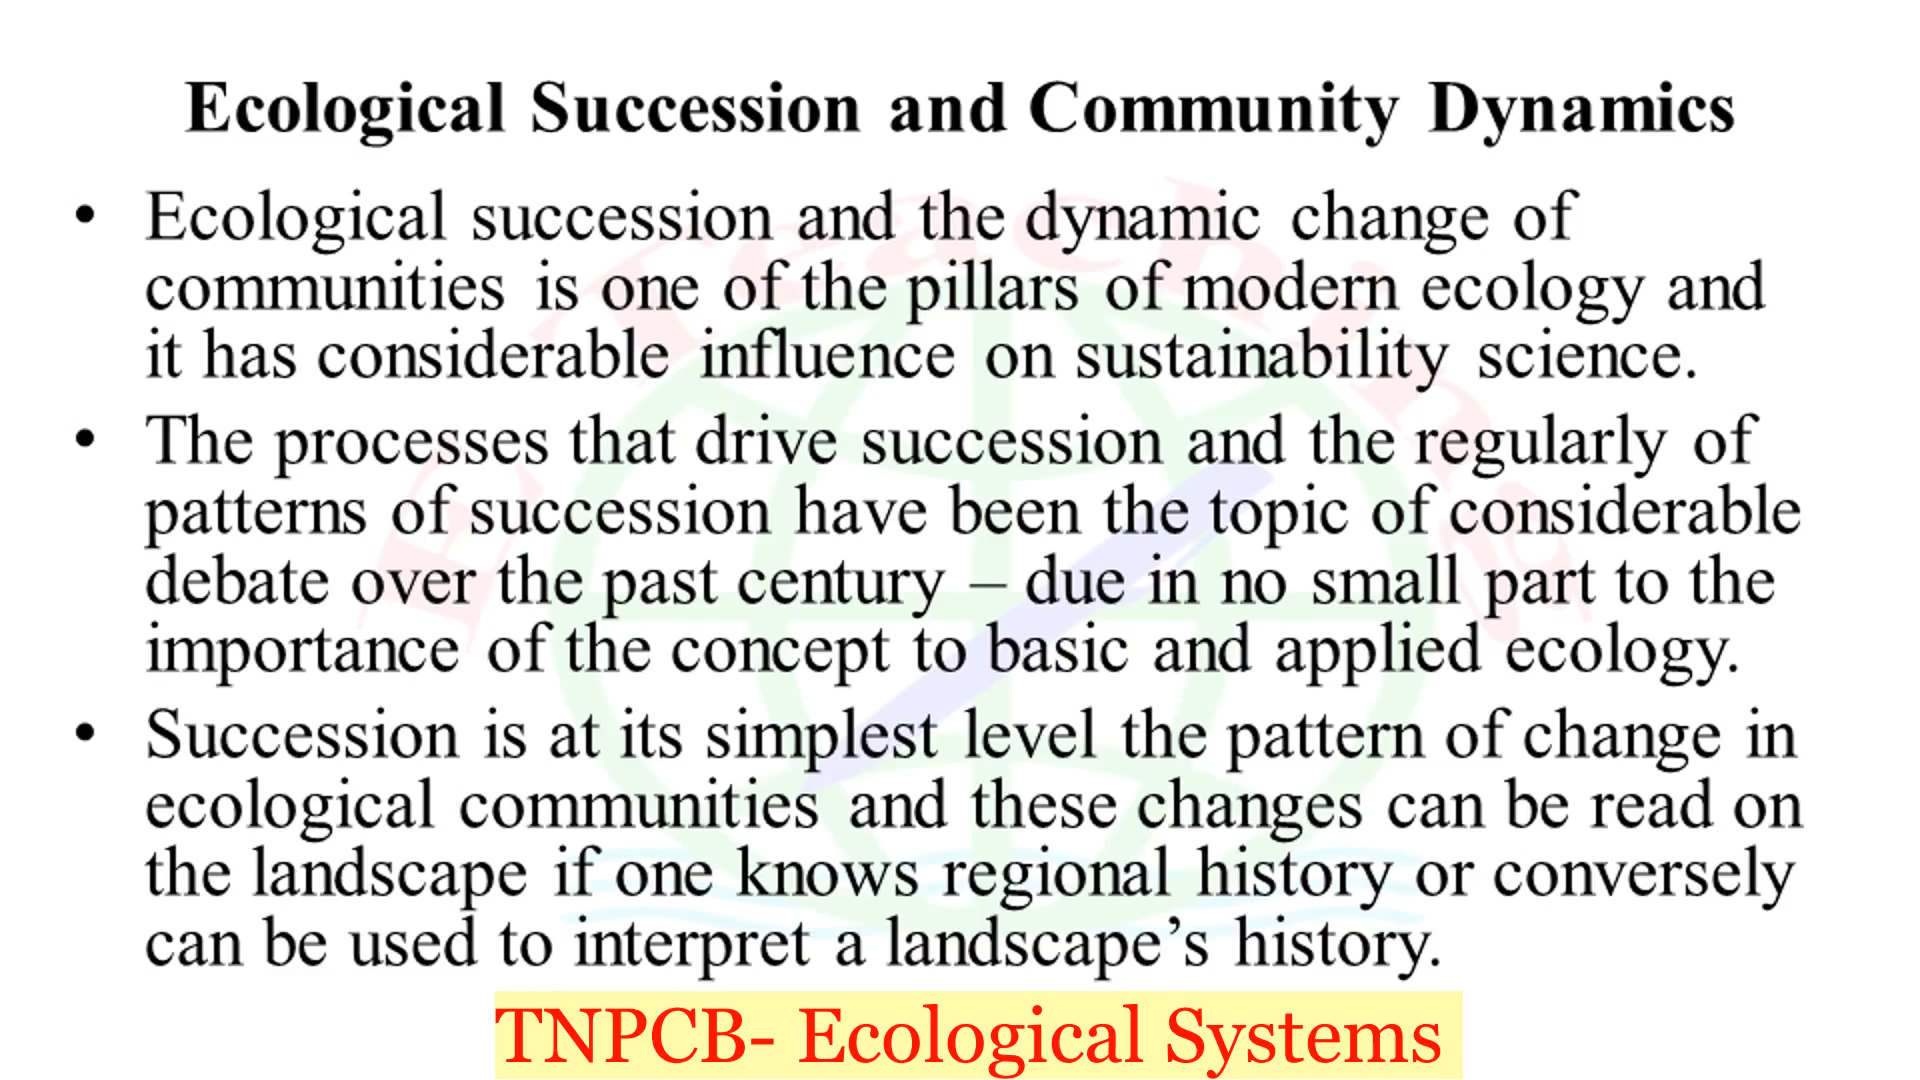 Ecological Succession and Community Dynamics
• Ecological succession and the dynamic change of
communities is one of the pillars of modern ecology and
it has considerable influence on sustainability science.
• The processes that drive succession and the regularly of
patterns of succession have been the topic of considerable
debate over the past century – due in no small part to the
importance of the concept to basic and applied ecology.
• Succession is at its simplest level the pattern of change in
ecological communities and these changes can be read on
the landscape if one knows regional history or conversely
can be used to interpret a landscape’s history.
TNPCB- Ecological Systems
E Teaching